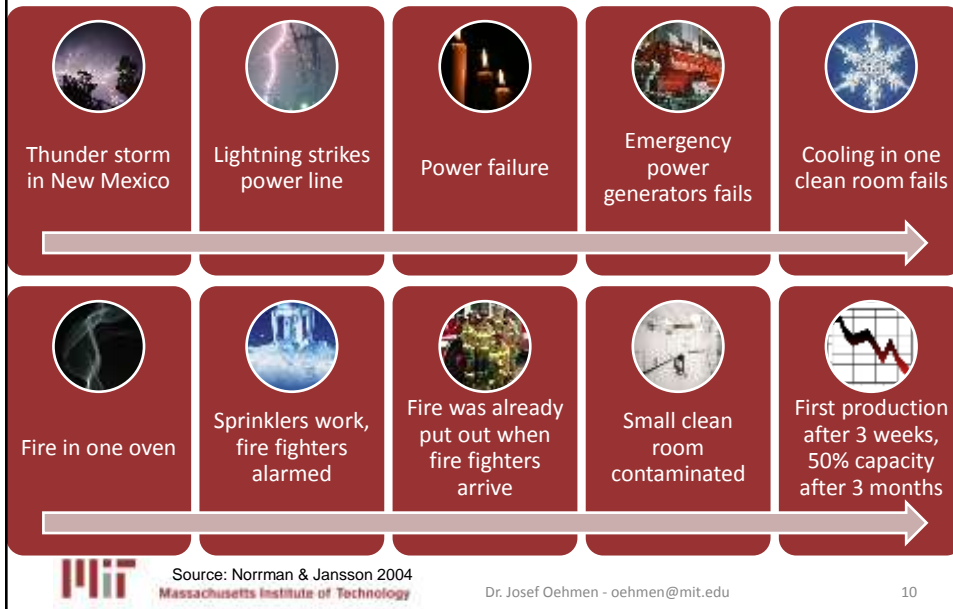 Thunder storm
in New Mexico
Lightning strikes
power line
Power failure
Emergency
power
generators fails
Cooling in one
clean room fails
Fire in one oven
Sprinklers work,
fire fighters
alarmed
Fire was already
put out when
fire fighters
arrive
Small clean
room
contaminated
First production
after 3 weeks,
50% capacity
after 3 months
MIT
Source: Norrman & Jansson 2004
Massachusetts Institute of Technology
Dr. Josef Oehmen - oehmen@mit.edu
10